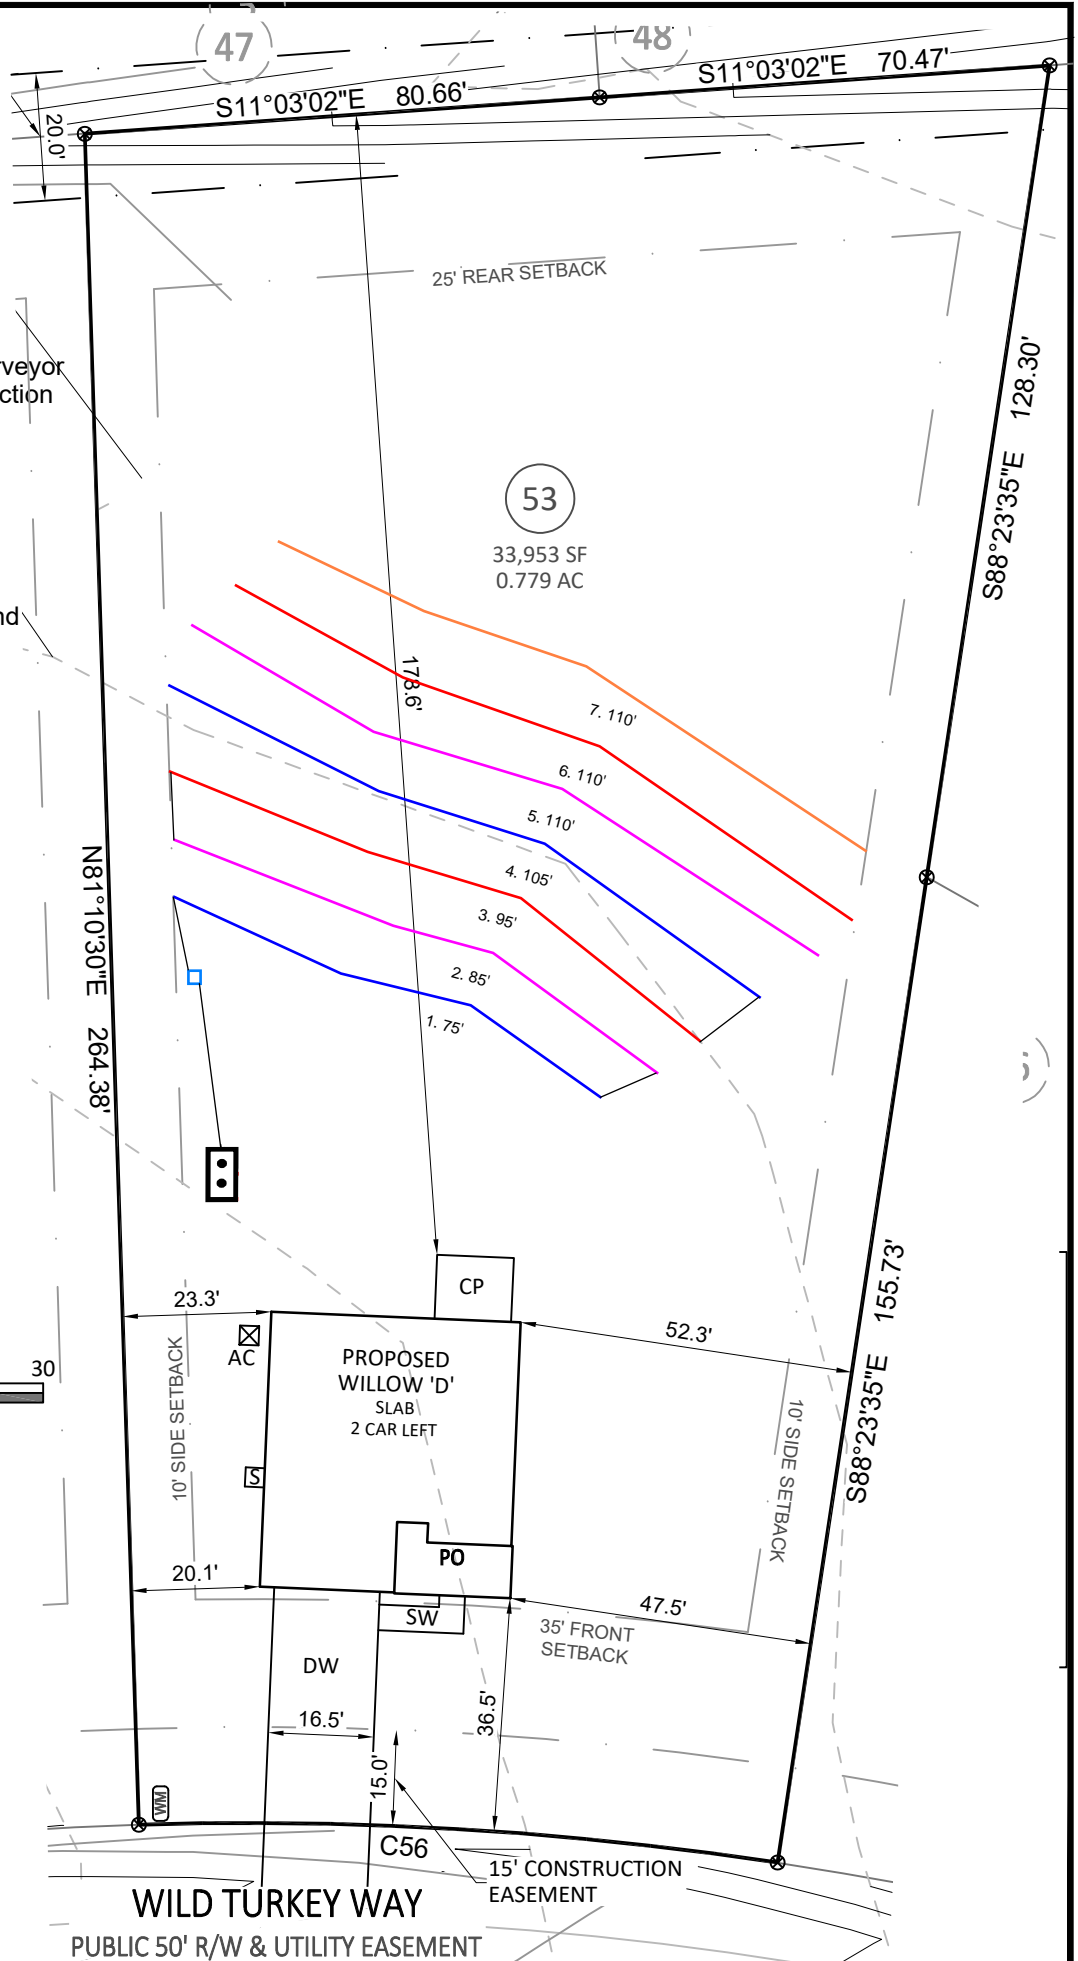 47
48
S11°03'02"E 80.66'
S11°03'02"E 70.47'
20.0'
25' REAR SETBACK
rveyor
ction
128.30'
S88°23'35"E
53
33,953 SF
0.779 AC
nd
178.6'
7. 110'
6. 110'
5. 110'
4. 105'
3. 95'
2. 85'
1. 75'
N81°10'30"E 264.38'
CP
23.3'
52.3'
155.73'
S88°23'35"E
AC
PROPOSED
WILLOW 'D'
SLAB
2 CAR LEFT
30
10' SIDE SETBACK
10' SIDE SETBACK
S
PO
20.1'
47.5'
SW
35' FRONT
SETBACK
DW
36.5'
16.5'
15.0'
WM
C56
15' CONSTRUCTION
EASEMENT
WILD TURKEY WAY
PUBLIC 50' R/W & UTILITY EASEMENT